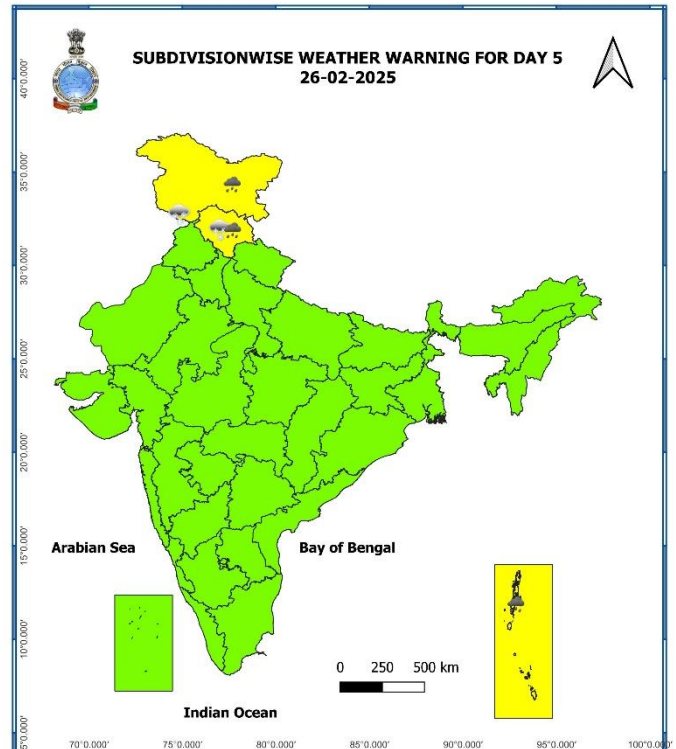 SUBDIVISIONWISE WEATHER WARNING FOR DAY 5
26-02-2025
40°0.000'
35°0.000'
30°0.000'
25°0.000'
20°0.000'
15°0.000'
10°0.000'
5°0.000'
Arabian Sea
Bay of Bengal
0 250 500 km
Indian Ocean
70°0.000' 75°0.000' 80°0.000' 85°0.000' 90°0.000' 95°0.000' 100°0.000'